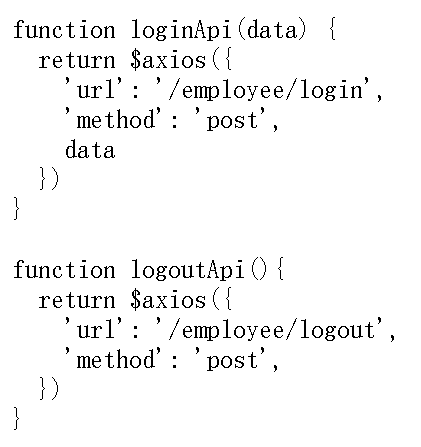 function loginApi(data) {
  return $axios({
    'url': '/employee/login',
    'method': 'post',
    data
  })
}

function logoutApi(){
  return $axios({
    'url': '/employee/logout',
    'method': 'post',
  })
}